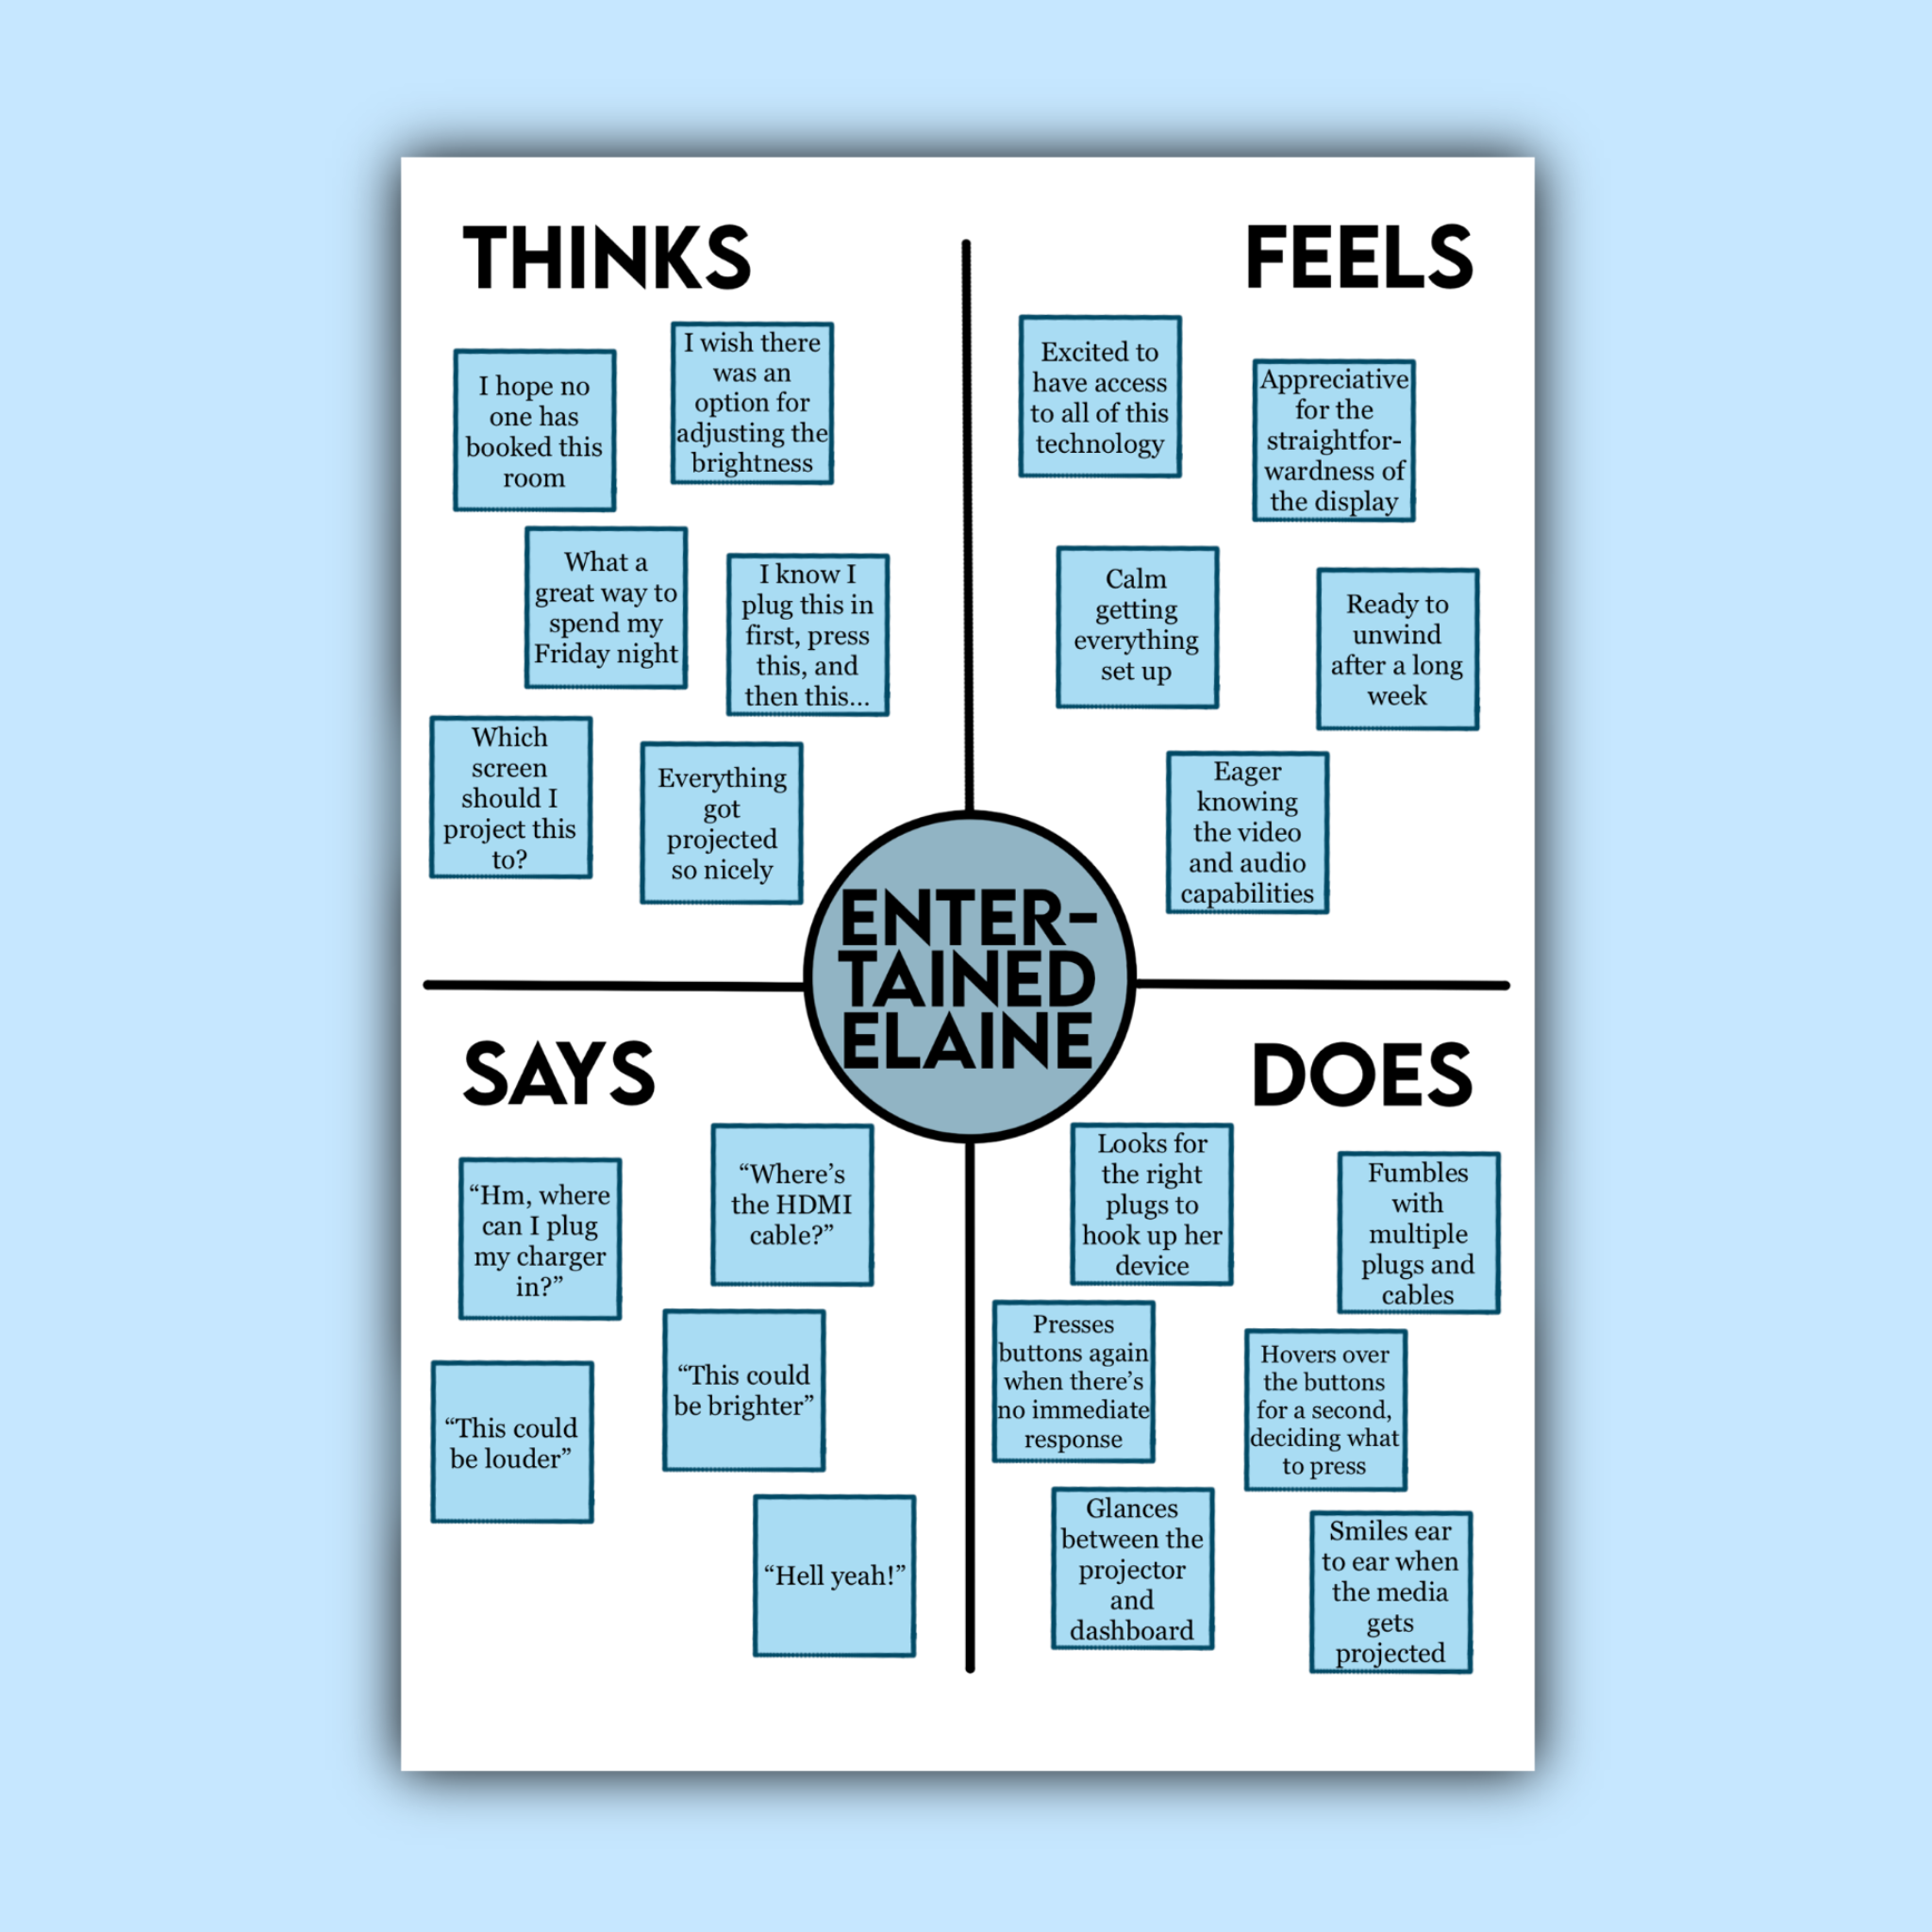 THINKS
I hope no
one has
booked this
room
I wish there
was an
option for
adjusting the
brightness
What a
great way to
spend my
Friday night
I know I
plug this in
first, press
this, and
then this...
Which
screen
should I
project this
to?
Everything
got
projected
so nicely
FEELS
Excited to
have access
to all of this
technology
Appreciative
for the
straightfor-
wardness of
the display
Calm
getting
everything
set up
Ready to
unwind
after a long
week
Eager
knowing
the video
and audio
capabilities
ENTER-
TAINED
ELAINE
SAYS
“Hm, where
can I plug
my charger
in?”
“Where’s
the HDMI
cable?”
“This could
be louder”
“This could
be brighter”
“Hell yeah!”
DOES
Looks for
the right
plugs to
hook up her
device
Fumbles
with
multiple
plugs and
cables
Presses
buttons again
when there’s
no immediate
response
Hovers over
the buttons
for a second,
deciding what
to press
Glances
between the
projector
and
dashboard
Smiles ear
to ear when
the media
gets
projected